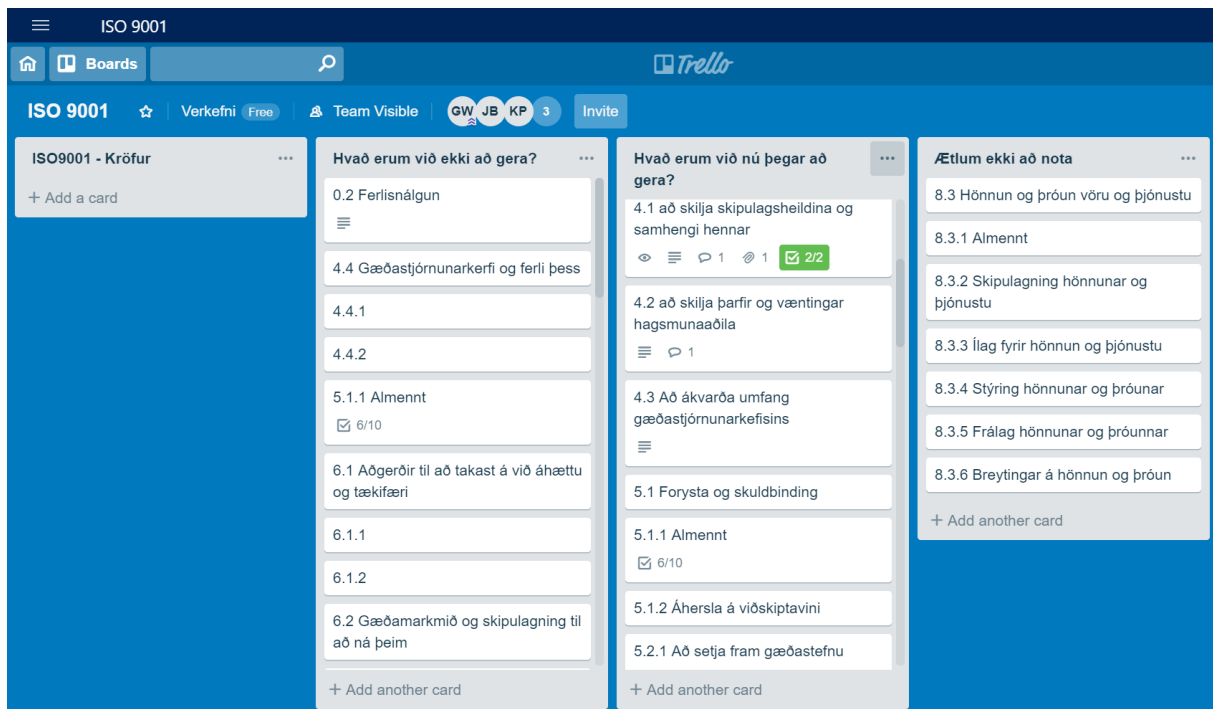 ISO 9001
Boards
Trello
ISO 9001
Verkefni Free
Team Visible
GW JB KP 3
Invite
ISO9001 - Kröfur
+ Add a card
Hvað erum við ekki að gera?
0.2 Ferlisnálgun
4.4 Gæðastjórnunarkerfi og ferli þess
4.4.1
4.4.2
5.1.1 Almennt
6/10
6.1 Aðgerðir til að takast á við áhættu
og tækifæri
6.1.1
6.1.2
6.2 Gæðamarkmið og skipulagning til
að ná þeim
+ Add another card
Hvað erum við nú þegar að
gera?
4.1 að skilja skipulagsheildina og
samhengi hennar
1 1 2/2
4.2 að skilja þarfir og væntingar
hagsmunaaðila
1
4.3 Að ákvarða umfang
gæðastjórnunarkefisins
5.1 Forysta og skuldbinding
5.1.1 Almennt
6/10
5.1.2 Áhersla á viðskiptavini
5.2.1 Að setja fram gæðastefnu
+ Add another card
Ætlum ekki að nota
8.3 Hönnun og þróun vöru og þjónustu
8.3.1 Almennt
8.3.2 Skipulagning hönnunar og
þjónustu
8.3.3 Ílag fyrir hönnun og þjónustu
8.3.4 Stýring hönnunar og þróunar
8.3.5 Frálag hönnunar og þróunnar
8.3.6 Breytingar á hönnun og þróun
+ Add another card